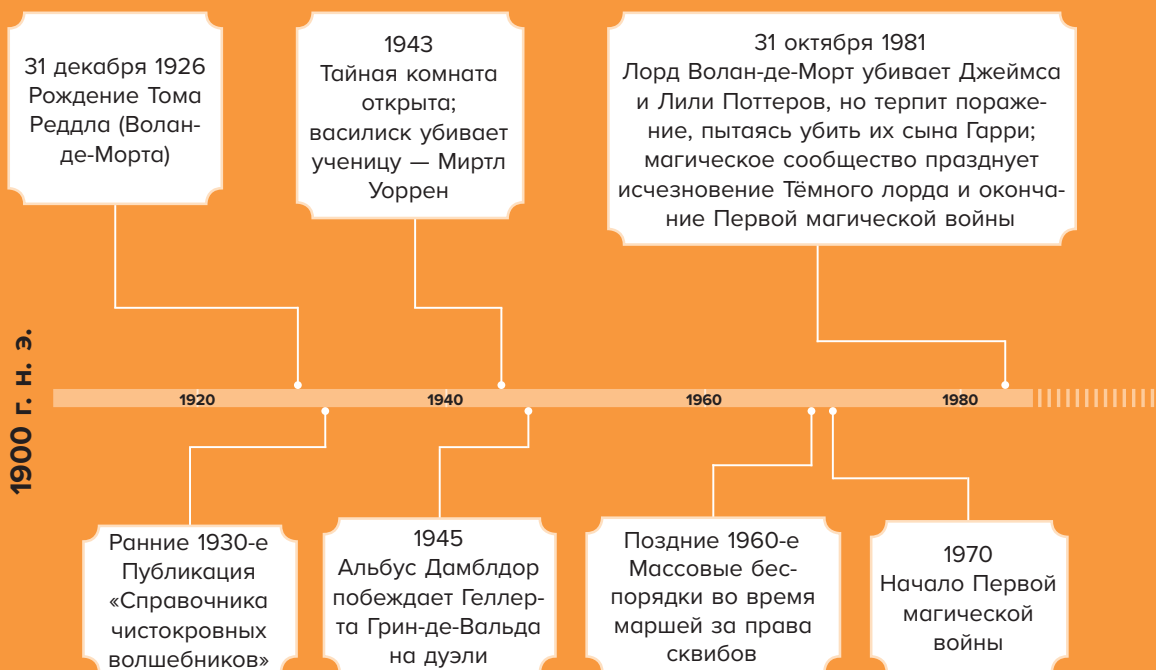 31 декабря 1926
Рождение Тома
Реддла (Волан-
де-Морта)
1943
Тайная комната
открыта;
василиск убивает
ученицу — Миртл
Уоррен
31 октября 1981
Лорд Волан-де-Морт убивает Джеймса
и Лили Поттеров, но терпит пораже-
ние, пытаясь убить их сына Гарри;
магическое сообщество празднует
исчезновение Тёмного лорда и оконча-
ние Первой магической войны
1900 г. н. э.
1920
1940
1960
1980
Ранние 1930-е
Публикация
«Справочника
чистокровных
волшебников»
1945
Альбус Дамблдор
побеждает Геллер-
та Грин-де-Вальда
на дуэли
Поздние 1960-е
Массовые бес-
порядки во время
маршей за права
сквибов
1970
Начало Первой
магической
войны